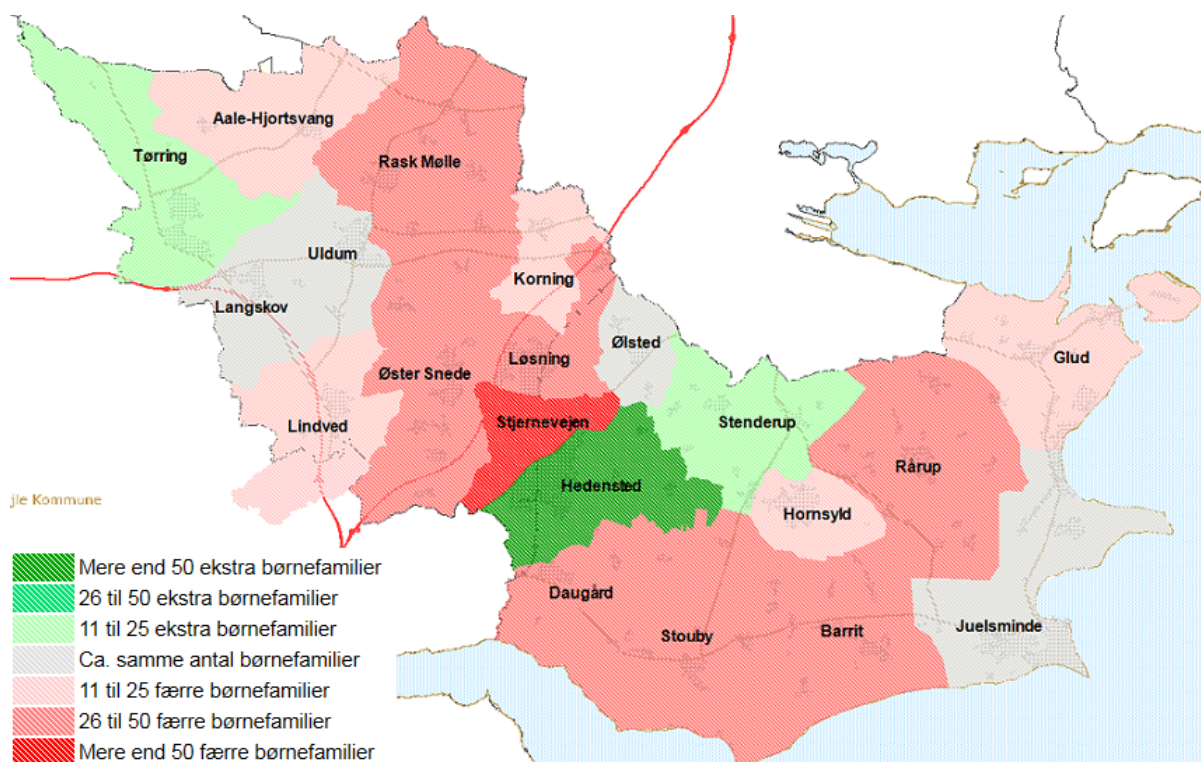 Aale-Hjortsvang
Tørring
Rask Mølle
Uldum
Korning
Langskov
Ølsted
Løsning
Glud
Øster Snede
Stjernevejen
Stenderup
Lindved
Rårup
Hedensted
jle Kommune
Hornsyld
Daugård
Stouby
Barrit
Juelsminde
Mere end 50 ekstra børnefamilier
26 til 50 ekstra børnefamilier
11 til 25 ekstra børnefamilier
Ca. samme antal børnefamilier
11 til 25 færre børnefamilier
26 til 50 færre børnefamilier
Mere end 50 færre børnefamilier